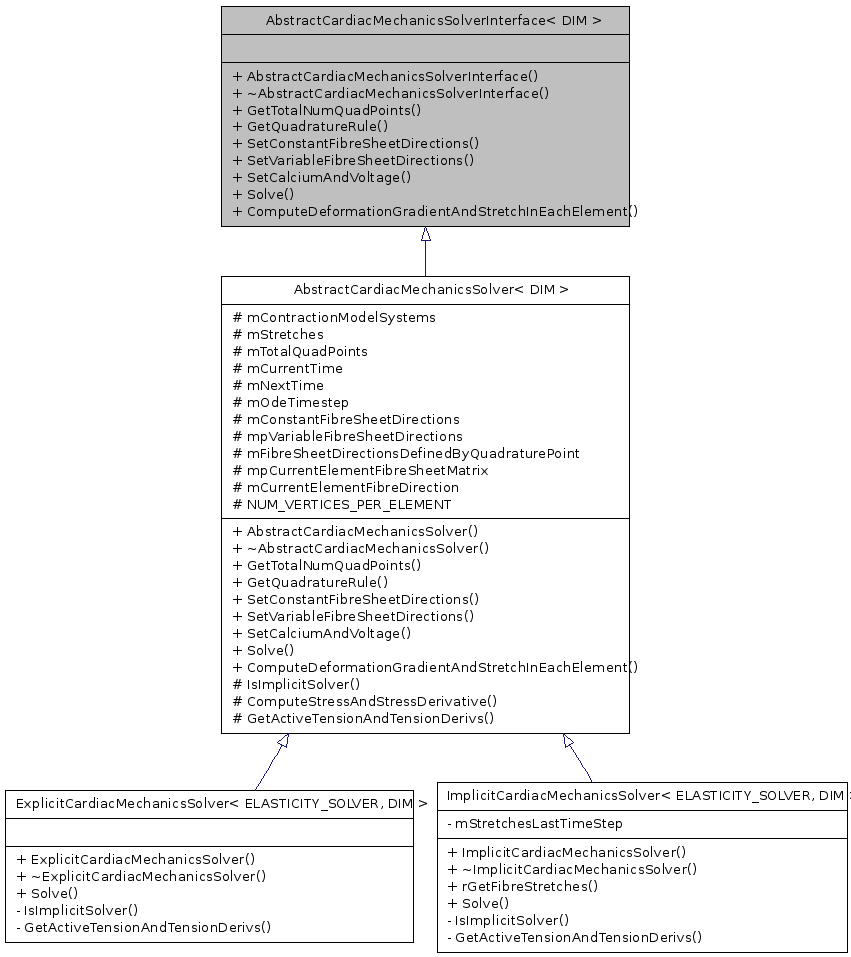 AbstractCardiacMechanicsSolverInterface< DIM >
+ AbstractCardiacMechanicsSolverInterface()
+ ~AbstractCardiacMechanicsSolverInterface()
+ GetTotalNumQuadPoints()
+ GetQuadratureRule()
+ SetConstantFibreSheetDirections()
+ SetVariableFibreSheetDirections()
+ SetCalciumAndVoltage()
+ Solve()
+ ComputeDeformationGradientAndStretchInEachElement()
AbstractCardiacMechanicsSolver< DIM >
# mContractionModelSystems
# mStretches
# mTotalQuadPoints
# mCurrentTime
# mNextTime
# mOdeTimestep
# mConstantFibreSheetDirections
# mpVariableFibreSheetDirections
# mFibreSheetDirectionsDefinedByQuadraturePoint
# mpCurrentElementFibreSheetMatrix
# mCurrentElementFibreDirection
# NUM_VERTICES_PER_ELEMENT
+ AbstractCardiacMechanicsSolver()
+ ~AbstractCardiacMechanicsSolver()
+ GetTotalNumQuadPoints()
+ GetQuadratureRule()
+ SetConstantFibreSheetDirections()
+ SetVariableFibreSheetDirections()
+ SetCalciumAndVoltage()
+ Solve()
+ ComputeDeformationGradientAndStretchInEachElement()
# IsImplicitSolver()
# ComputeStressAndStressDerivative()
# GetActiveTensionAndTensionDerivs()
ExplicitCardiacMechanicsSolver< ELASTICITY_SOLVER, DIM >
+ ExplicitCardiacMechanicsSolver()
+ ~ExplicitCardiacMechanicsSolver()
+ Solve()
- IsImplicitSolver()
- GetActiveTensionAndTensionDerivs()
ImplicitCardiacMechanicsSolver< ELASTICITY_SOLVER, DIM >
- mStretchesLastTimeStep
+ ImplicitCardiacMechanicsSolver()
+ ~ImplicitCardiacMechanicsSolver()
+ rGetFibreStretches()
+ Solve()
- IsImplicitSolver()
- GetActiveTensionAndTensionDerivs()